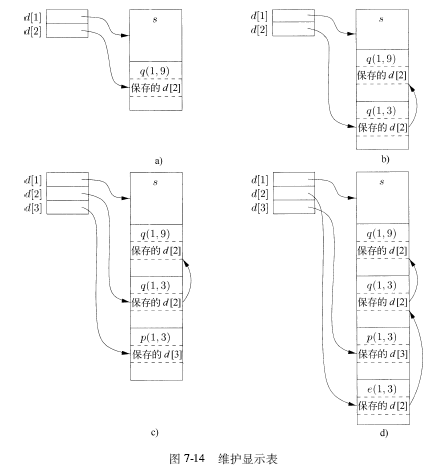 d[1]
d[2]
s
q(1,9)
保存的 d[2]
a)
d[1]
d[2]
s
q(1,9)
保存的 d[2]
q(1,3)
保存的 d[2]
b)
d[1]
d[2]
d[3]
s
q(1,9)
保存的 d[2]
q(1,3)
保存的 d[2]
p(1,3)
保存的 d[3]
c)
d[1]
d[2]
d[3]
s
q(1,9)
保存的 d[2]
q(1,3)
保存的 d[2]
p(1,3)
保存的 d[3]
e(1,3)
保存的 d[2]
d)
图 7-14 维护显示表